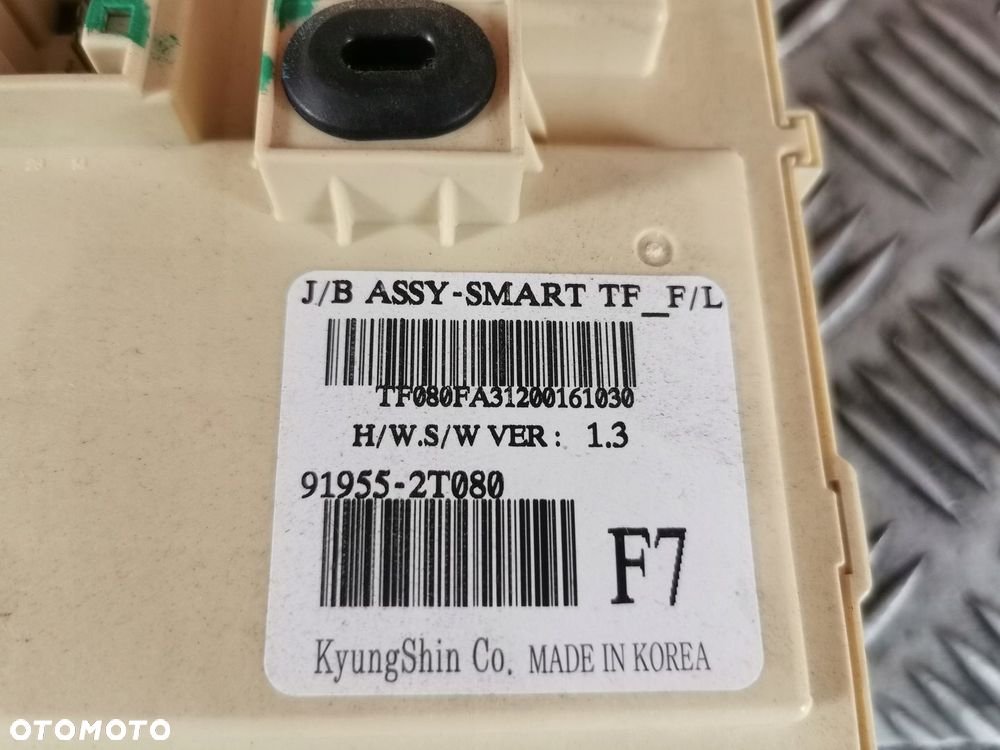 J/B ASSY-SMART TF_F/L
TF080FA31200161030
H/W.S/W VER : 1.3
91955-2T080
F7
KyungShin Co. MADE IN KOREA
OTOMOTO